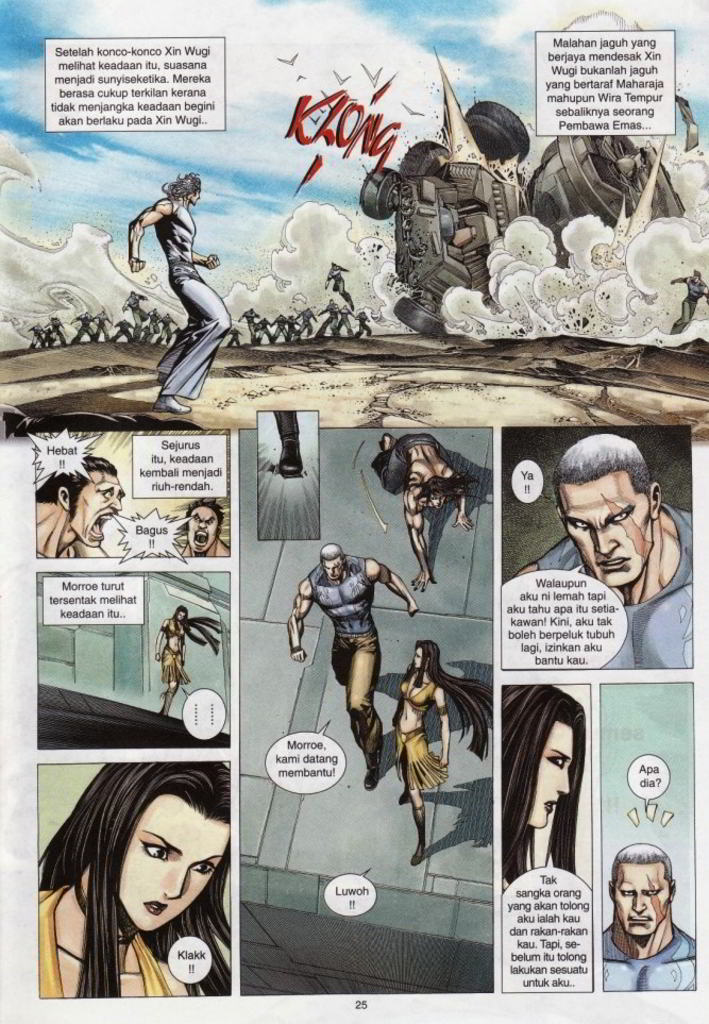 Setelah konco-konco Xin Wugi
melihat keadaan itu, suasana
menjadi sunyiseketika. Mereka
berasa cukup terkilan kerana
tidak menjangka keadaan begini
akan berlaku pada Xin Wugi..
Malahan jaguh yang
berjaya mendesak Xin
Wugi bukanlah jaguh
yang bertaraf Maharaja
mahupun Wira Tempur
sebaliknya seorang
Pembawa Emas...
KZONG
Hebat
!!
Sejurus
itu, keadaan
kembali menjadi
riuh-rendah.
Bagus
!!
Morroe turut
tersentak melihat
keadaan itu..
Klakk
!!
Morroe,
kami datang
membantu!
Luwoh
!!
Ya
!!
Walaupun
aku ni lemah tapi
aku tahu apa itu setia-
kawan! Kini, aku tak
boleh berpeluk tubuh
lagi, izinkan aku
bantu kau.
Tak
sangka orang
yang akan tolong
aku ialah kau
dan rakan-rakan
kau. Tapi, se-
belum itu tolong
lakukan sesuatu
untuk aku..
Apa
dia?
25